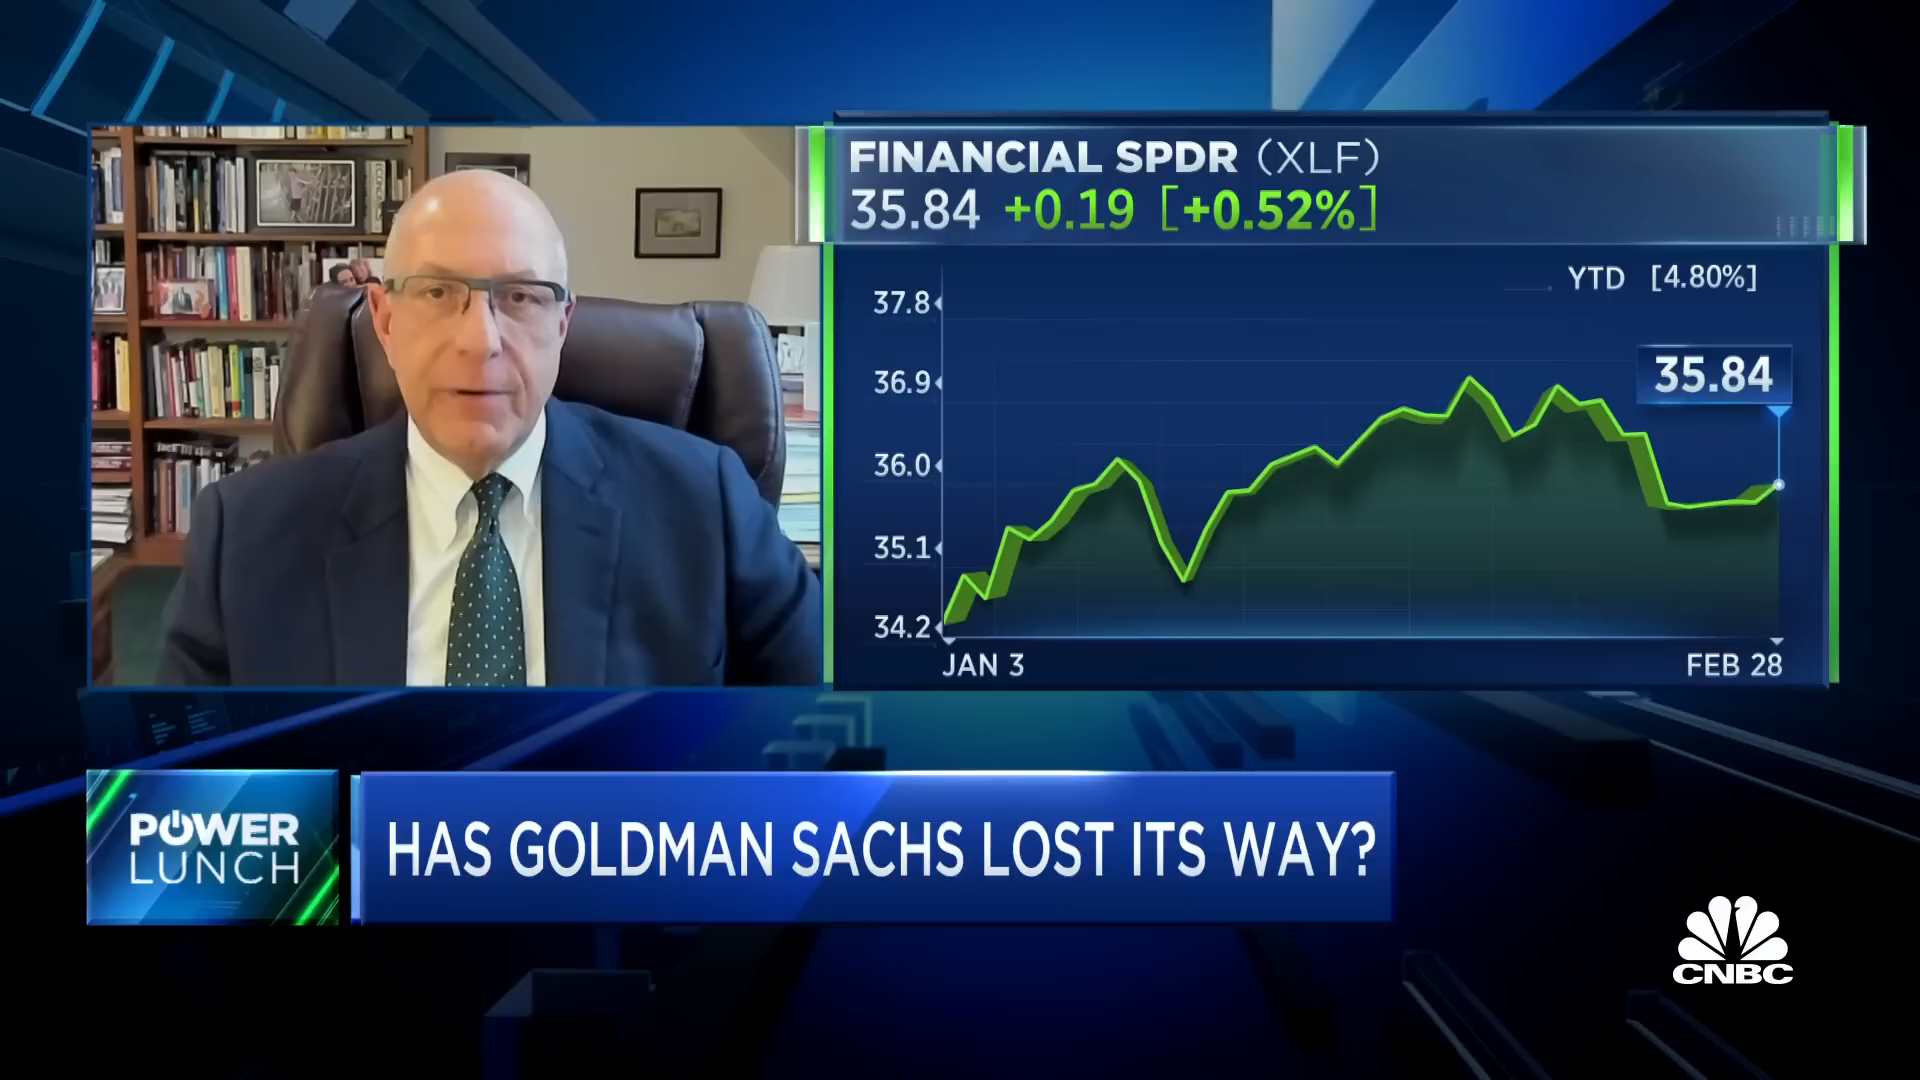 FINANCIAL SPDR (XLF)
35.84 +0.19 [+0.52%]
YTD [4.80%]
37.8
36.9
36.0
35.1
34.2
35.84
JAN 3
FEB 28
POWER
LUNCH
HAS GOLDMAN SACHS LOST ITS WAY?
CNBC